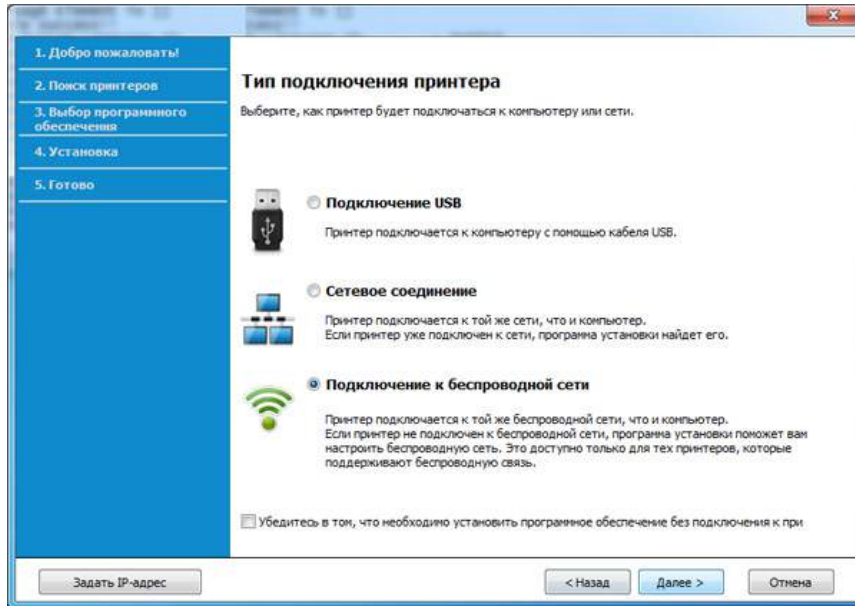 1. Добро пожаловать!
2. Поиск принтеров
3. Выбор программного
обеспечения
4. Установка
5. Готово
Тип подключения принтера
Выберите, как принтер будет подключаться к компьютеру или сети.
Подключение USB
Принтер подключается к компьютеру с помощью кабеля USB.
Сетевое соединение
Принтер подключается к той же сети, что и компьютер.
Если принтер уже подключен к сети, программа установки найдет его.
Подключение к беспроводной сети
Принтер подключается к той же беспроводной сети, что и компьютер.
Если принтер не подключен к беспроводной сети, программа установки поможет вам
настроить беспроводную сеть. Это доступно только для тех принтеров, которые
поддерживают беспроводную связь.
Убедитесь в том, что необходимо установить программное обеспечение без подключения к при
Задать IP-адрес
< Назад
Далее >
Отмена